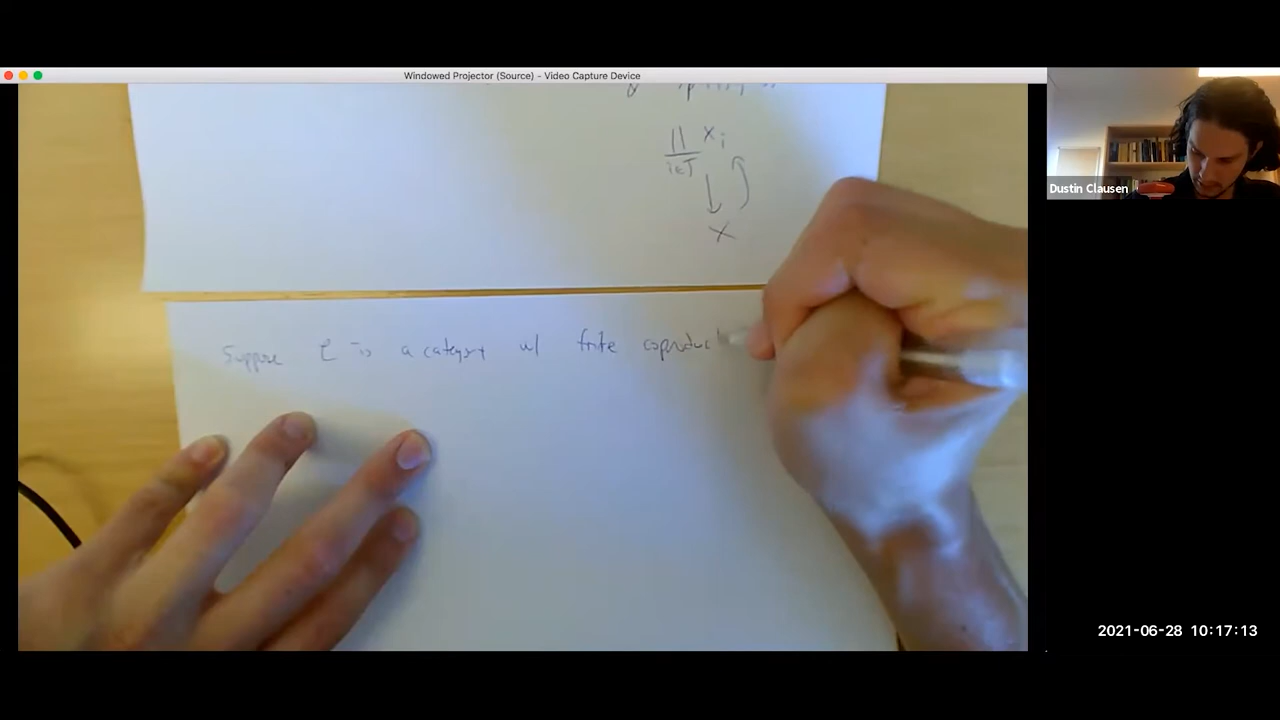 Windowed Projector (Source) - Video Capture Device
∐ xᵢ
i∈I
x
Dustin Clausen
Suppose C is a category w/ finite coproduc
2021-06-28 10:17:13